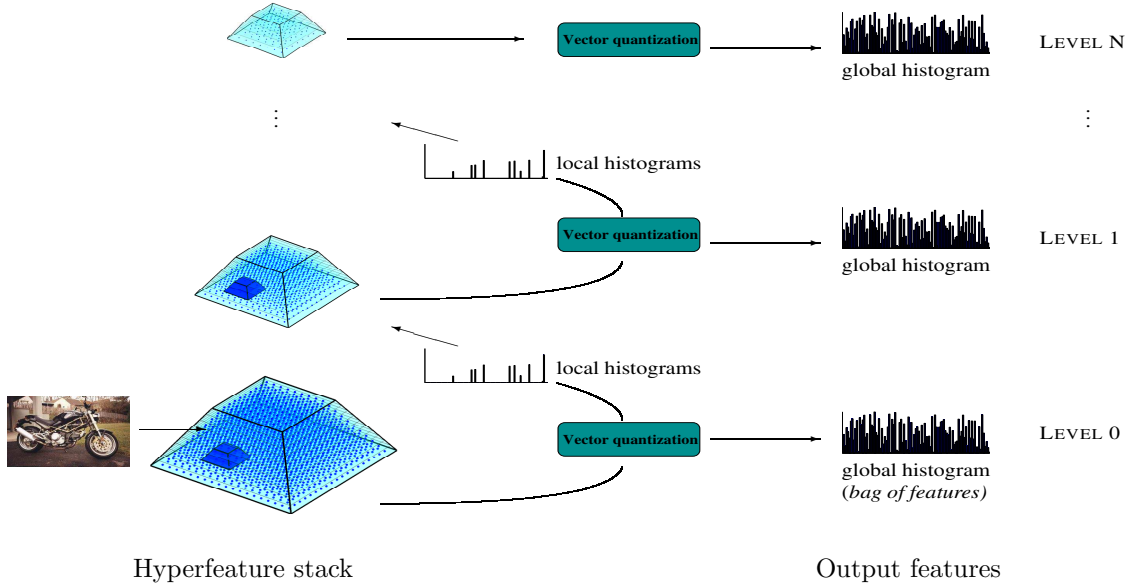 Vector quantization
global histogram
LEVEL N
⋮ ⋮
local histograms
Vector quantization
global histogram
LEVEL 1
local histograms
Vector quantization
global histogram
(bag of features)
LEVEL 0
Hyperfeature stack
Output features